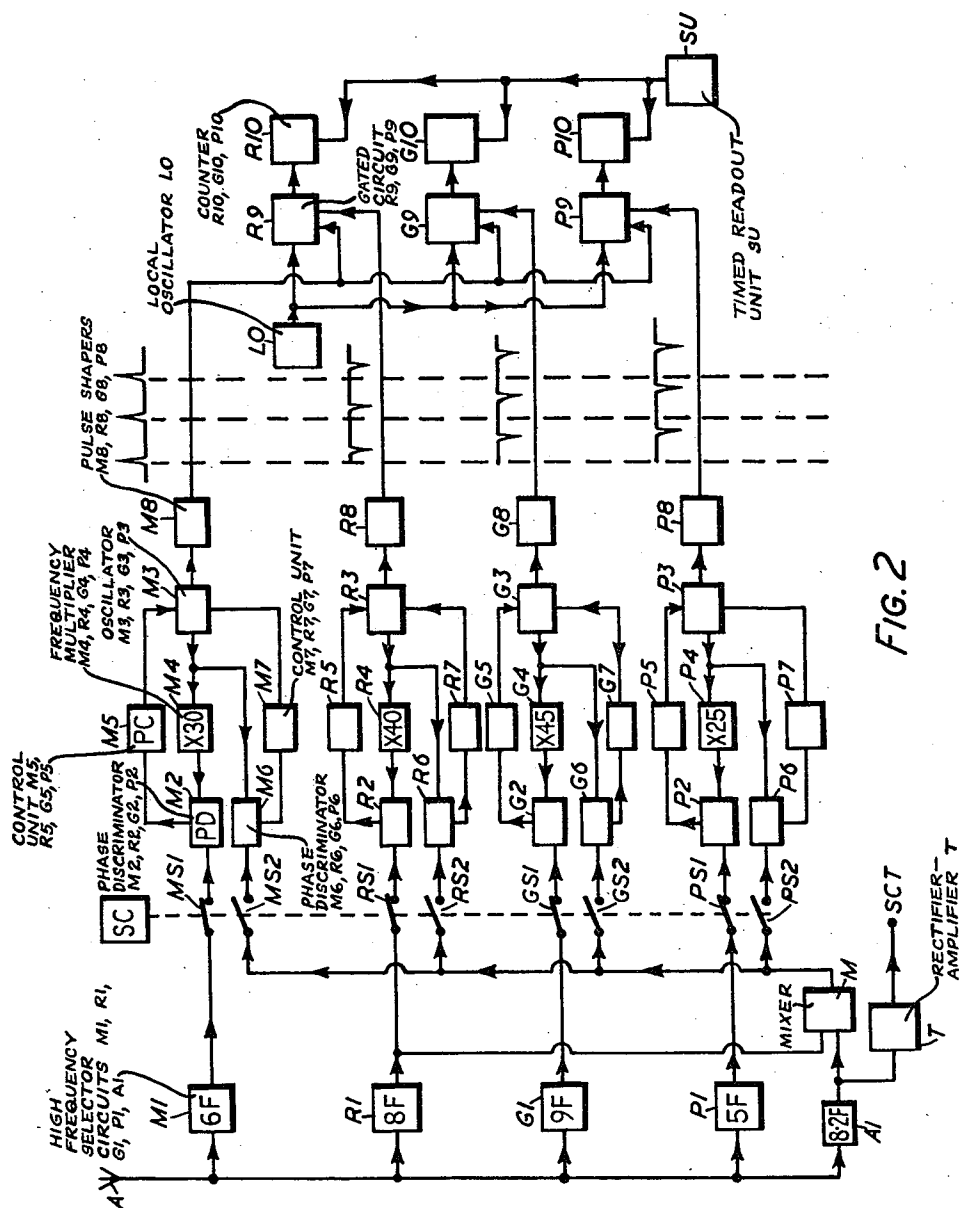 HIGH
FREQUENCY
SELECTOR
CIRCUITS M1, R1,
G1, P1, A1
A
M1
6F
R1
8F
G1
9F
P1
5F
8·2F
A1
MIXER
M
T
RECTIFIER-
AMPLIFIER T
SCT
SC
MS1
MS2
RS1
RS2
GS1
GS2
PS1
PS2
PHASE
DISCRIMINATOR
M2, R2, G2, P2
CONTROL
UNIT M5,
R5, G5, P5
M5
PC
M2
PD
X30
M4
M6
M7
PHASE
DISCRIMINATOR
M6, R6, G6, P6
CONTROL UNIT
M7, R7, G7, P7
FREQUENCY
MULTIPLIER
M4, R4, G4, P4
OSCILLATOR
M3, R3, G3, P3
M3
PULSE SHAPERS
M8, R8, G8, P8
M8
R5
R4
X40
R2
R6
R7
R3
R8
G5
G4
X45
G2
G6
G7
G3
G8
P5
P4
X25
P2
P6
P7
P3
P8
LOCAL
OSCILLATOR LO
LO
COUNTER
R10, G10, P10
R9
R10
GATED
CIRCUIT
R9, G9, P9
G9
G10
P9
P10
SU
TIMED READOUT
UNIT SU
FIG. 2